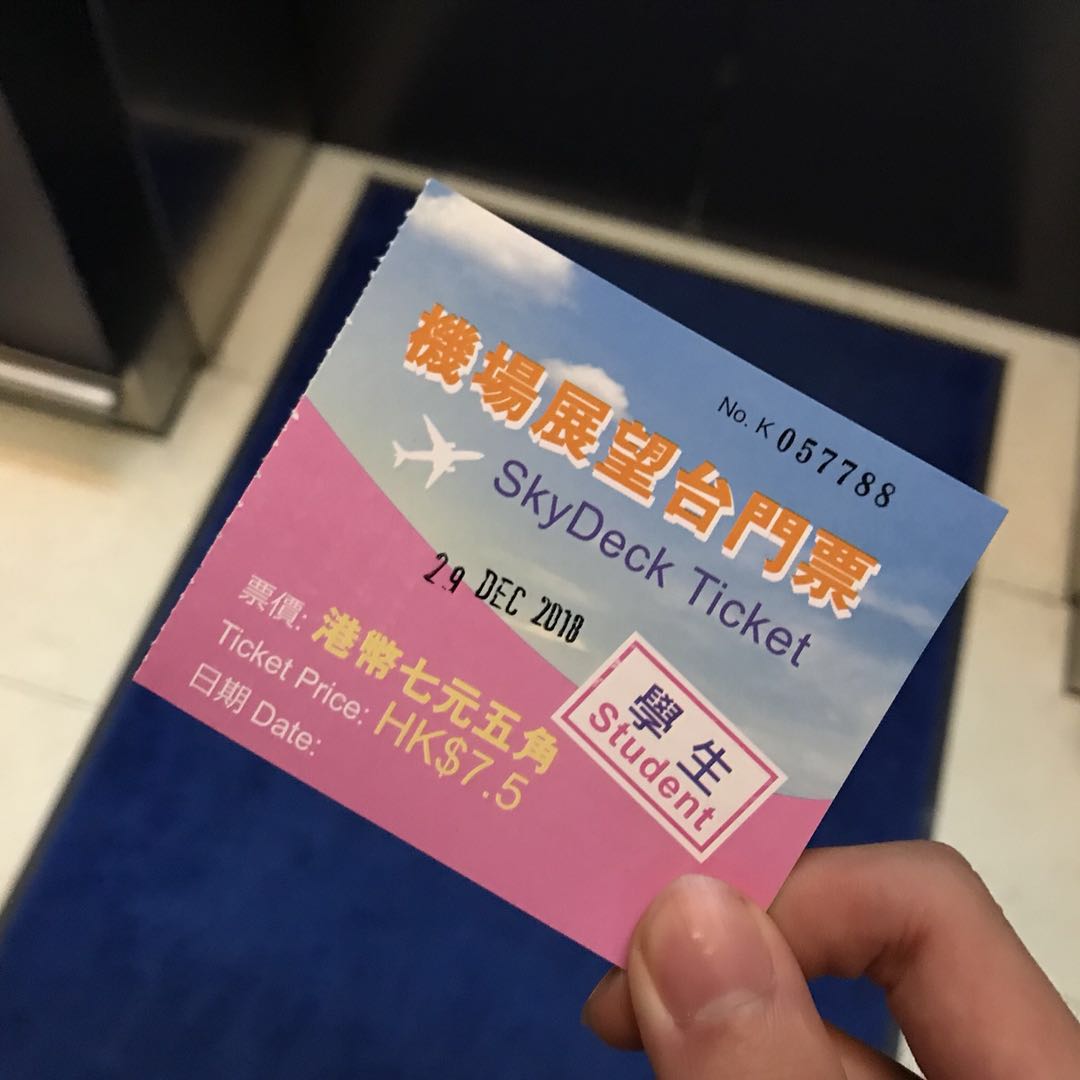 No. K 057788
機場展望台門票
SkyDeck Ticket
29 DEC 2018
學生
Student
票價: 港幣七元五角
Ticket Price: HK$7.5
日期 Date: